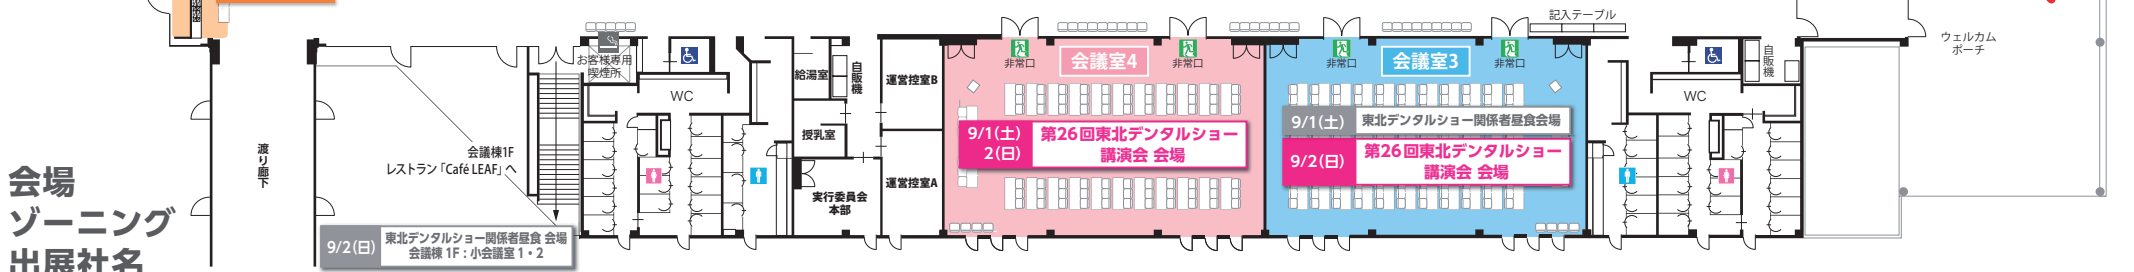 会場
ゾーニング
出展社名
渡り廊下
会議棟1F
レストラン「Café LEAF」へ
9/2(日)
東北デンタルショー関係者昼食 会場
会議棟 1F：小会議室 1・2
お客様専用
喫煙所
WC
給湯室
自販機
授乳室
実行委員会
本部
運営控室B
運営控室A
会議室4
非常口
非常口
9/1(土)
2(日)
第26回東北デンタルショー
講演会 会場
会議室3
非常口
非常口
9/1(土)
東北デンタルショー関係者昼食会場
9/2(日)
第26回東北デンタルショー
講演会 会場
記入テーブル
WC
自販機
ウェルカム
ポーチ